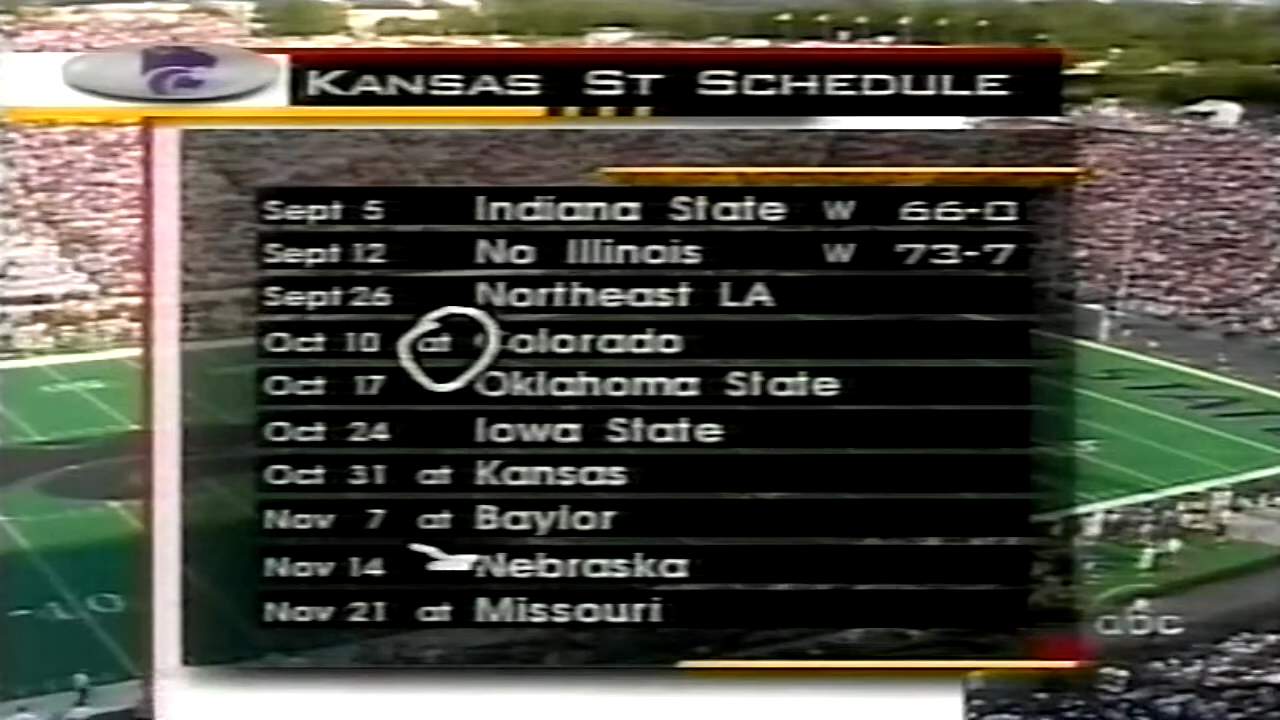 KANSAS ST SCHEDULE
Sept 5 Indiana State W 66-0
Sept 12 No Illinois W 73-7
Sept 26 Northeast LA
Oct 10 at Colorado
Oct 17 Oklahoma State
Oct 24 Iowa State
Oct 31 at Kansas
Nov 7 at Baylor
Nov 14 Nebraska
Nov 21 at Missouri
abc